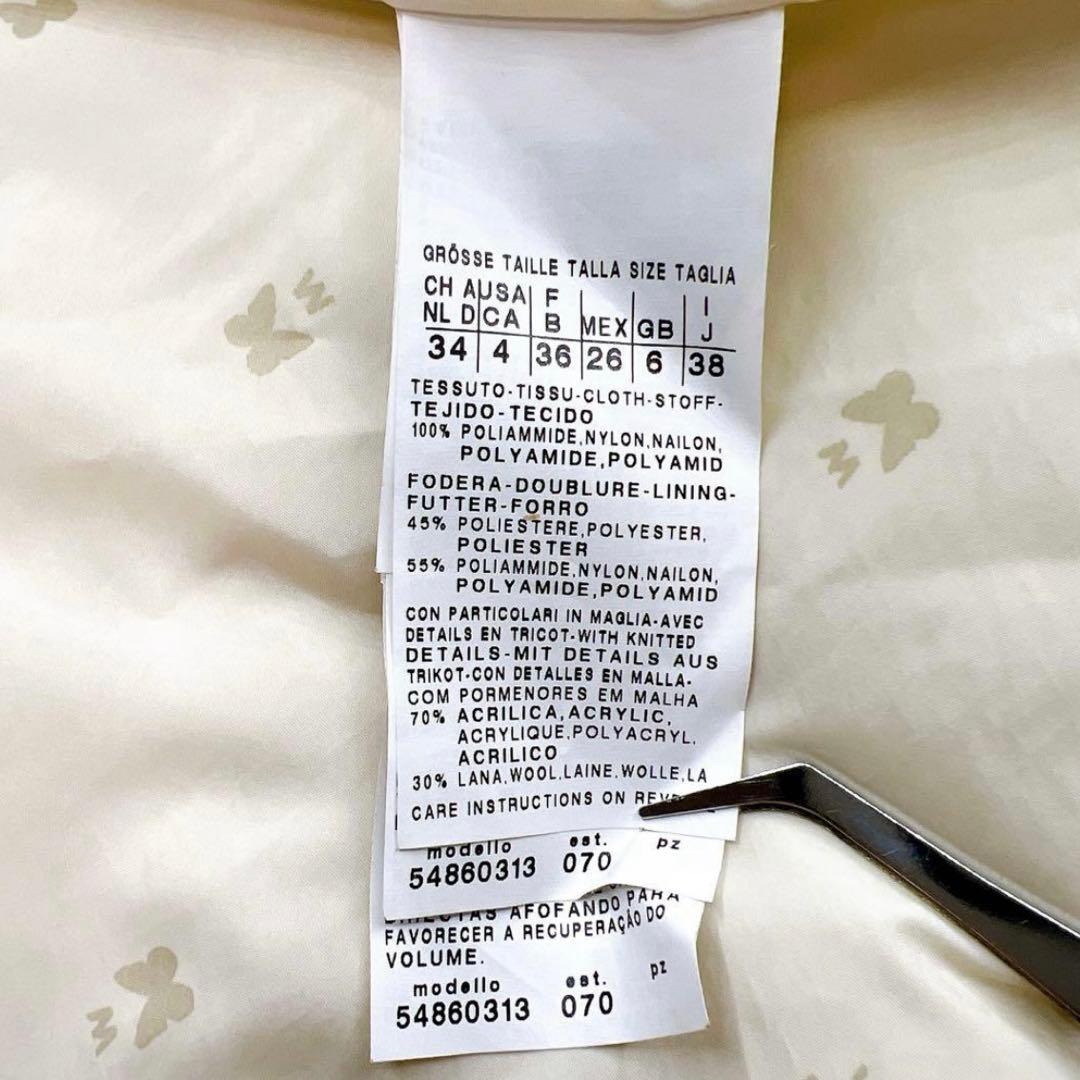 GRÖSSE TAILLE TALLA SIZE TAGLIA
CH A USA F I
NL D CA B MEX GB J
34 4 36 26 6 38
TESSUTO-TISSU-CLOTH-STOFF-
TEJIDO-TECIDO
100% POLIAMMIDE,NYLON,NAILON,
POLYAMIDE,POLYAMID
FODERA-DOUBLURE-LINING-
FUTTER-FORRO
45% POLIESTERE,POLYESTER,
POLIESTER
55% POLIAMMIDE,NYLON,NAILON,
POLYAMIDE,POLYAMID
CON PARTICOLARI IN MAGLIA-AVEC
DETAILS EN TRICOT-WITH KNITTED
DETAILS-MIT DETAILS AUS
TRIKOT-CON DETALLES EN MALLA-
COM PORMENORES EM MALHA
70% ACRILICA,ACRYLIC,
ACRYLIQUE,POLYACRYL,
ACRILICO
30% LANA,WOOL,LAINE,WOLLE,LA
CARE INSTRUCTIONS ON
modello est. pz
54860313 070
AFOFANDO PARA
FAVORECER A RECUPERAÇÃO DO
VOLUME.
modello est. pz
54860313 070
M
M
M